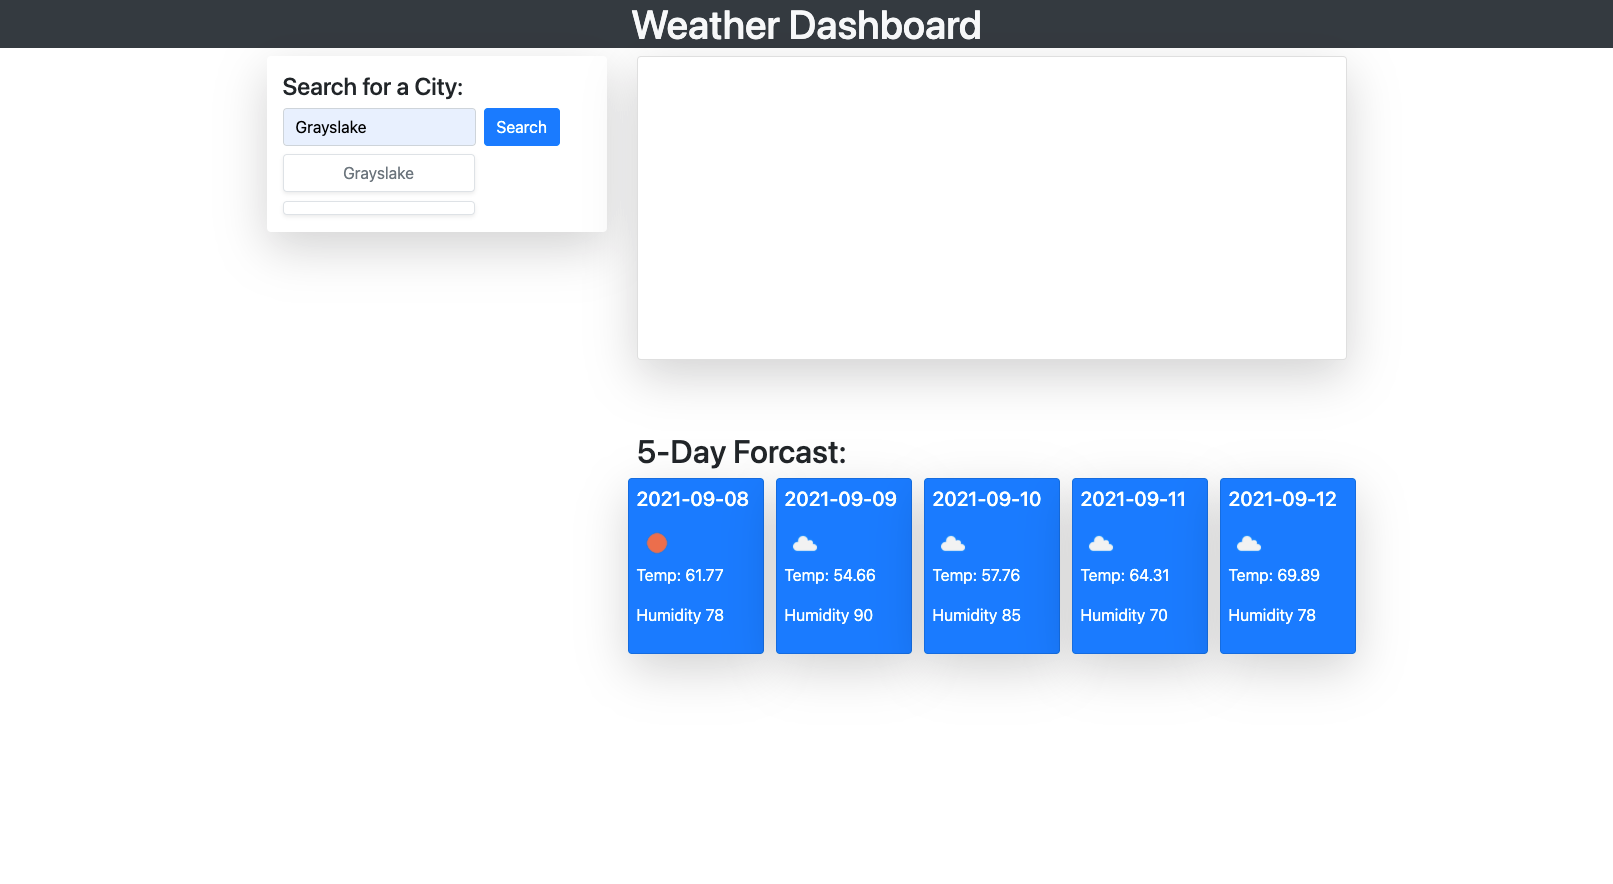 Weather Dashboard
Search for a City:
Grayslake
Search
Grayslake
5-Day Forcast:
2021-09-08
Temp: 61.77
Humidity 78
2021-09-09
Temp: 54.66
Humidity 90
2021-09-10
Temp: 57.76
Humidity 85
2021-09-11
Temp: 64.31
Humidity 70
2021-09-12
Temp: 69.89
Humidity 78